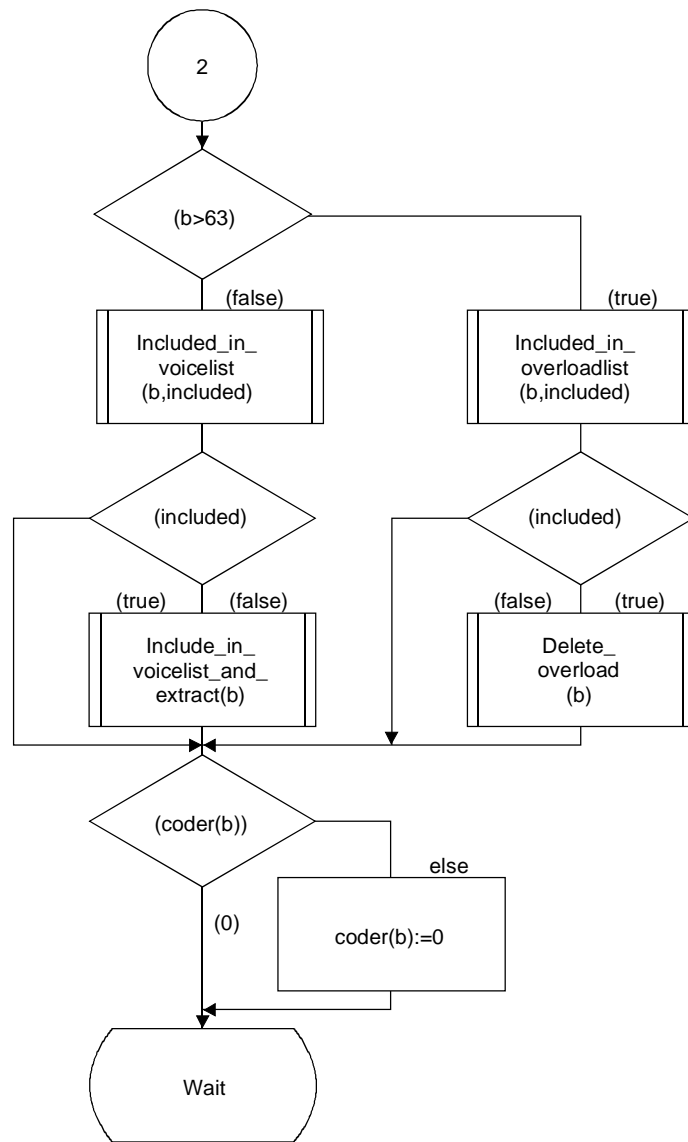 2
(b>63)
(false)
(true)
Included_in_
voicelist
(b,included)
Included_in_
overloadlist
(b,included)
(included)
(included)
(true)
(false)
(false)
(true)
Include_in_
voicelist_and_
extract(b)
Delete_
overload
(b)
(coder(b))
else
(0)
coder(b):=0
Wait